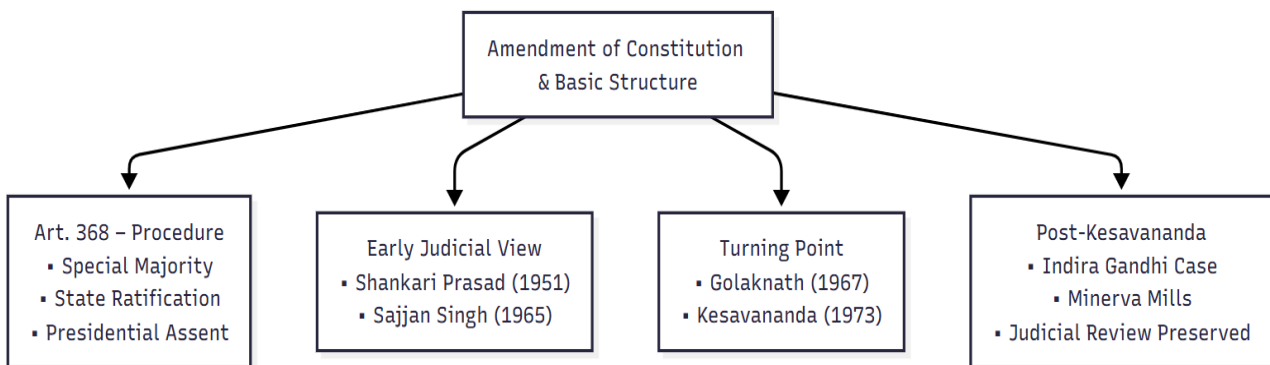 Amendment of Constitution
& Basic Structure
Art. 368 – Procedure
▪ Special Majority
▪ State Ratification
▪ Presidential Assent
Early Judicial View
▪ Shankari Prasad (1951)
▪ Sajjan Singh (1965)
Turning Point
▪ Golaknath (1967)
▪ Kesavananda (1973)
Post-Kesavananda
▪ Indira Gandhi Case
▪ Minerva Mills
▪ Judicial Review Preserved